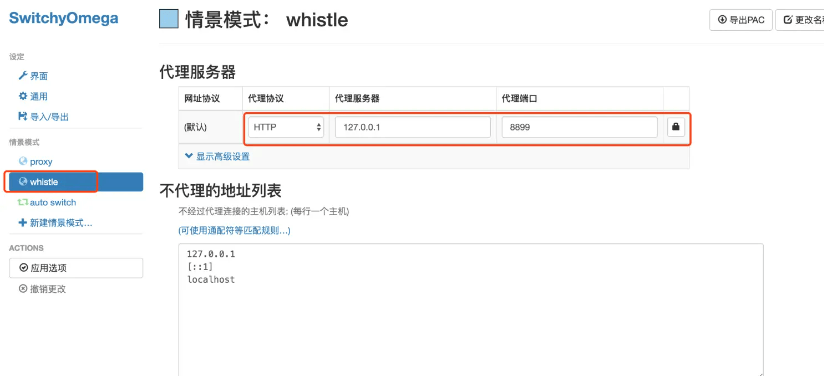 SwitchyOmega
设定
界面
通用
导入/导出
情景模式
proxy
whistle
auto switch
新建情景模式...
ACTIONS
应用选项
撤销更改
情景模式： whistle
导出PAC
更改名称
代理服务器
网址协议 代理协议 代理服务器 代理端口
(默认) HTTP 127.0.0.1 8899
显示高级设置
不代理的地址列表
不经过代理连接的主机列表: (每行一个主机)
(可使用通配符等匹配规则...)
127.0.0.1
[::1]
localhost